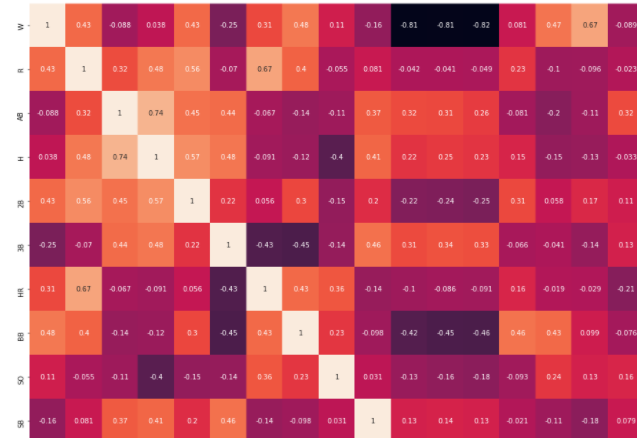 W 1 0.43 -0.088 0.038 0.43 -0.25 0.31 0.48 0.11 -0.16 -0.81 -0.81 -0.82 0.081 0.47 0.67 -0.089
R 0.43 1 0.32 0.48 0.56 -0.07 0.67 0.4 -0.055 0.081 -0.042 -0.041 -0.049 0.23 -0.1 -0.096 -0.023
AB -0.088 0.32 1 0.74 0.45 0.44 -0.067 -0.14 -0.11 0.37 0.32 0.31 0.26 -0.081 -0.2 -0.11 0.32
H 0.038 0.48 0.74 1 0.57 0.48 -0.091 -0.12 -0.4 0.41 0.22 0.25 0.23 0.15 -0.15 -0.13 -0.033
2B 0.43 0.56 0.45 0.57 1 0.22 0.056 0.3 -0.15 0.2 -0.22 -0.24 -0.25 0.31 0.058 0.17 0.11
3B -0.25 -0.07 0.44 0.48 0.22 1 -0.43 -0.45 -0.14 0.46 0.31 0.34 0.33 -0.066 -0.041 -0.14 0.13
HR 0.31 0.67 -0.067 -0.091 0.056 -0.43 1 0.43 0.36 -0.14 -0.1 -0.086 -0.091 0.16 -0.019 -0.029 -0.21
BB 0.48 0.4 -0.14 -0.12 0.3 -0.45 0.43 1 0.23 -0.098 -0.42 -0.45 -0.46 0.46 0.43 0.099 -0.076
SO 0.11 -0.055 -0.11 -0.4 -0.15 -0.14 0.36 0.23 1 0.031 -0.13 -0.16 -0.18 -0.093 0.24 0.13 0.16
SB -0.16 0.081 0.37 0.41 0.2 0.46 -0.14 -0.098 0.031 1 0.13 0.14 0.13 -0.021 -0.11 -0.18 0.079